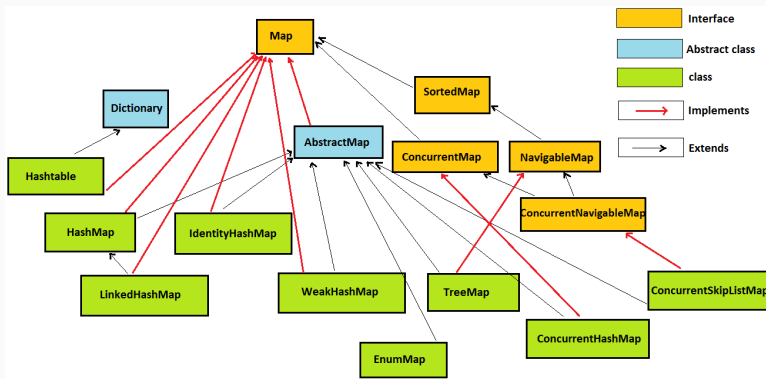 Map
Interface
Abstract class
class
Implements
Extends
SortedMap
Dictionary
AbstractMap
ConcurrentMap
NavigableMap
Hashtable
ConcurrentNavigableMap
HashMap
IdentityHashMap
LinkedHashMap
WeakHashMap
TreeMap
ConcurrentSkipListMap
ConcurrentHashMap
EnumMap